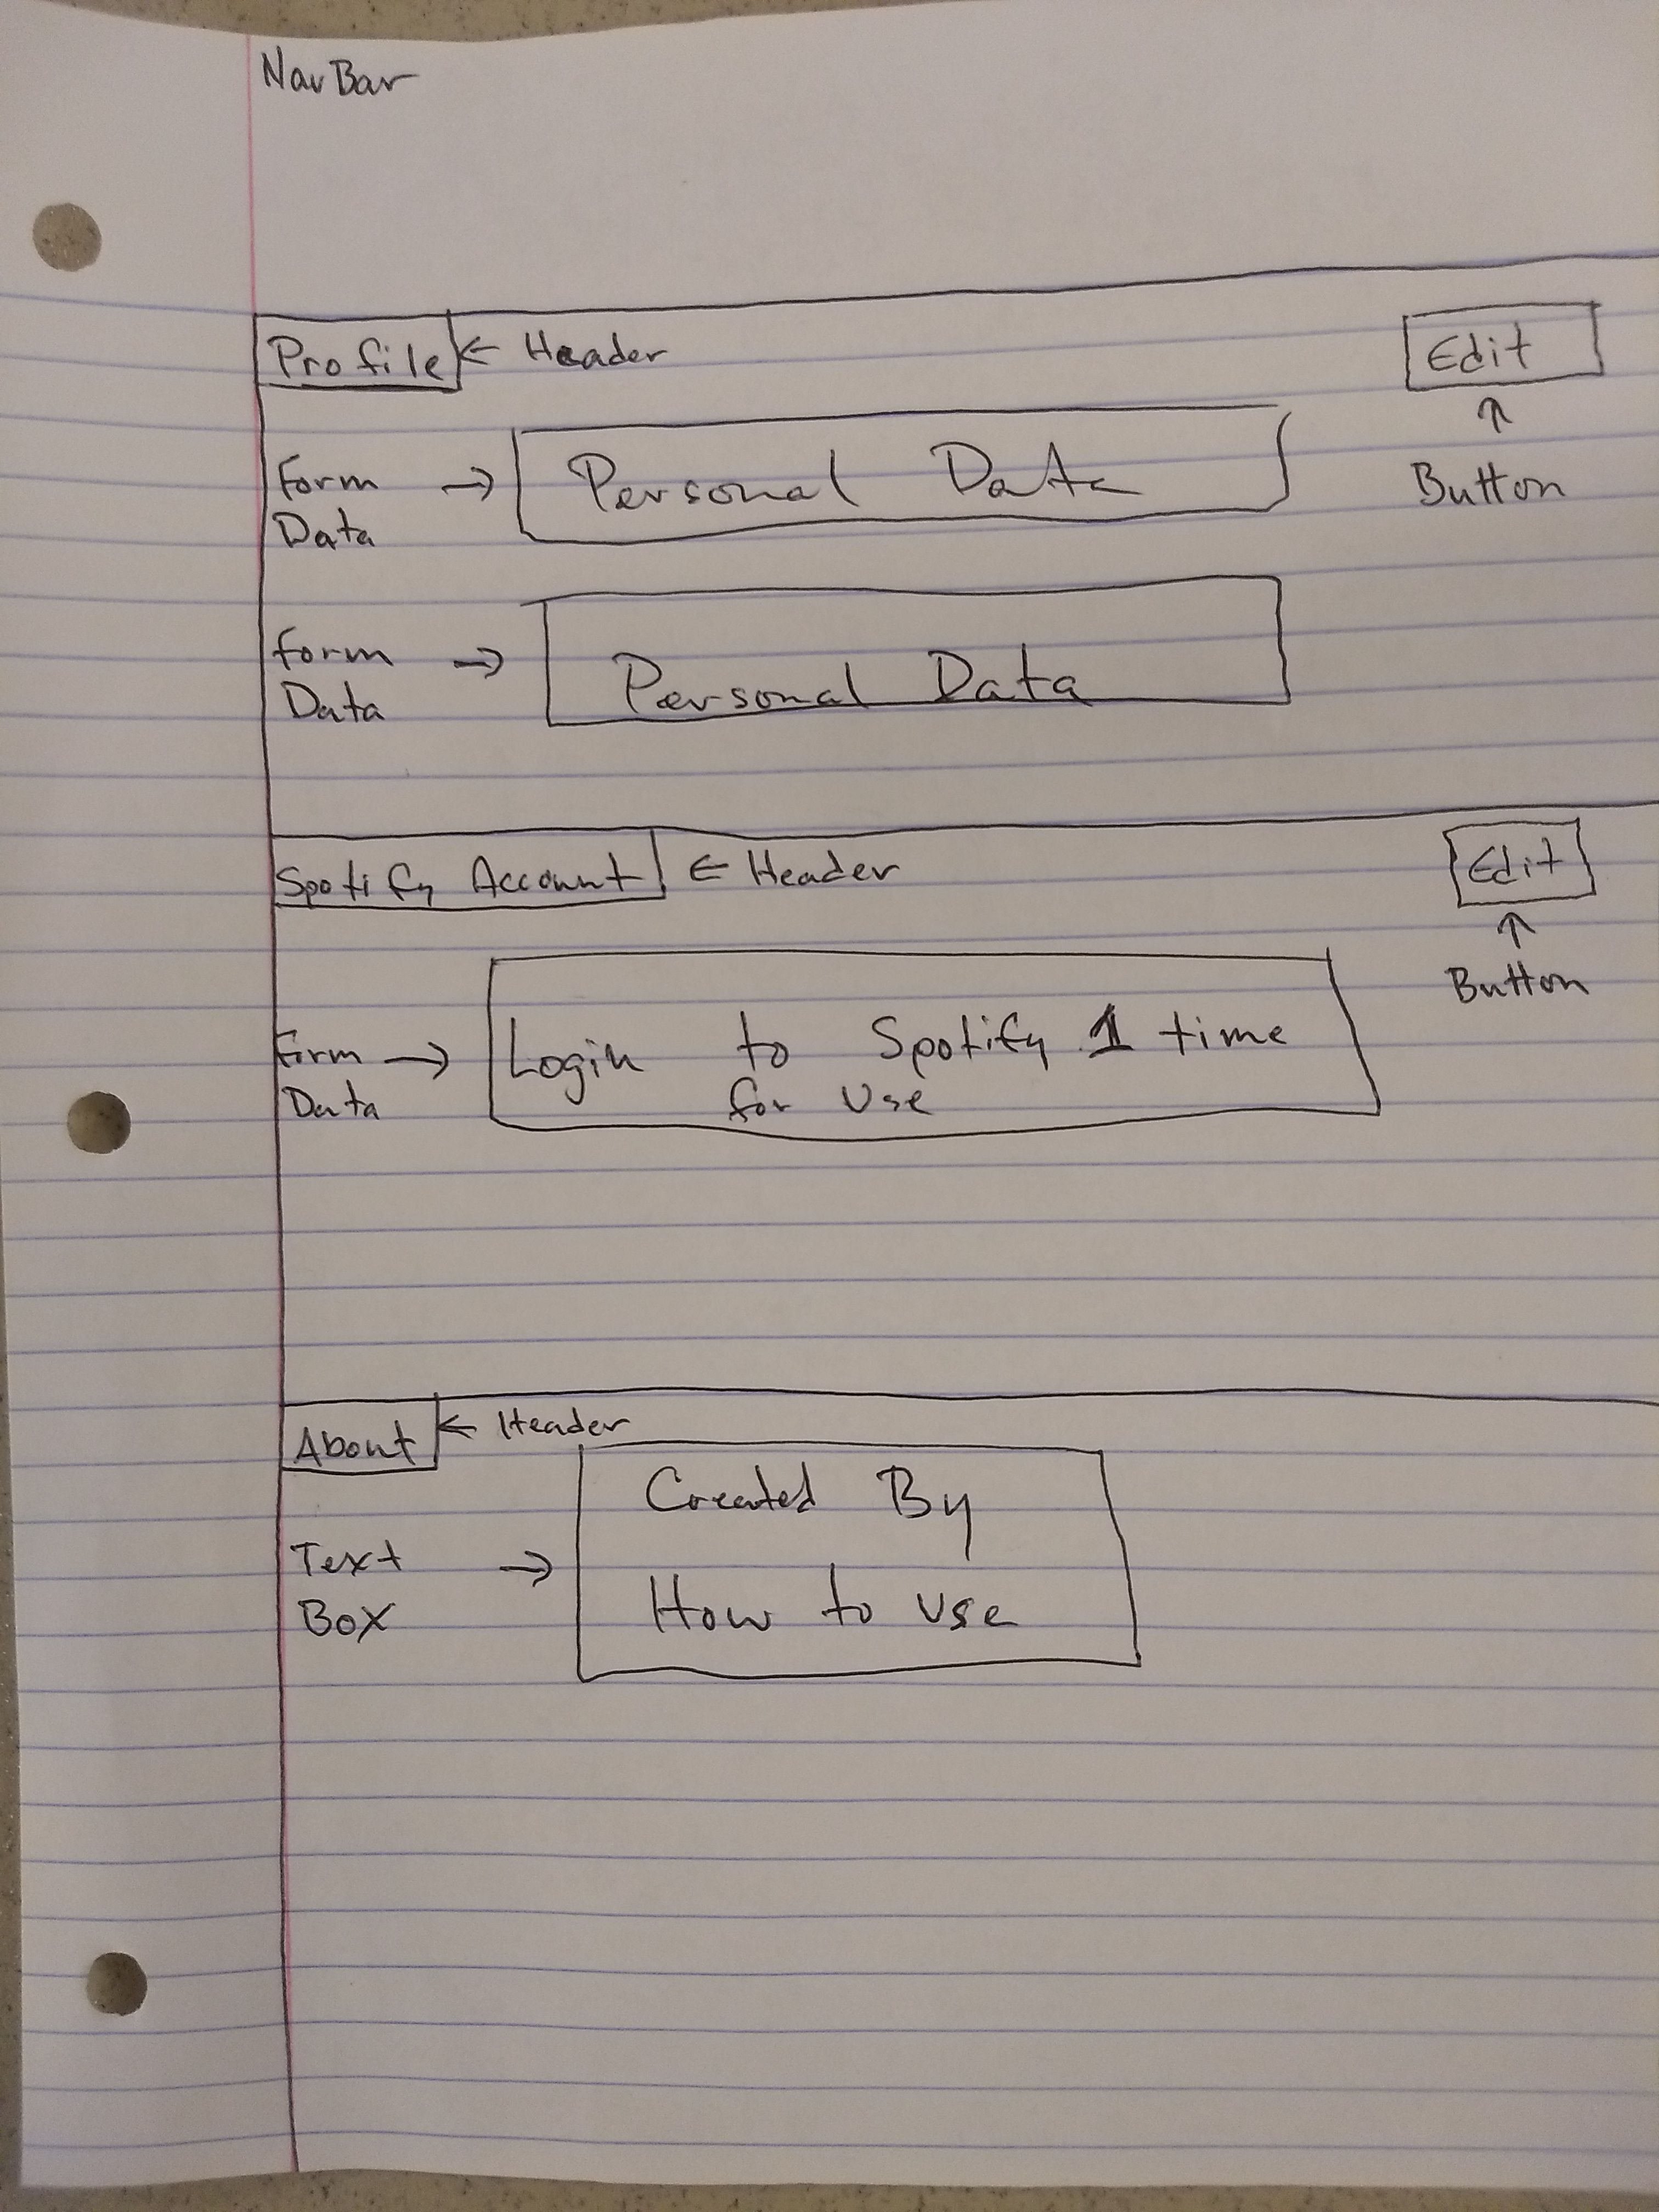 NavBar
Profile ← Header
Edit
↑
Button
Form → Personal Data
Data
Form → Personal Data
Data
Spotify Account ← Header
Edit
↑
Button
Form → Login to Spotify 1 time
Data for Use
About ← Header
Text → Created By
Box How to use